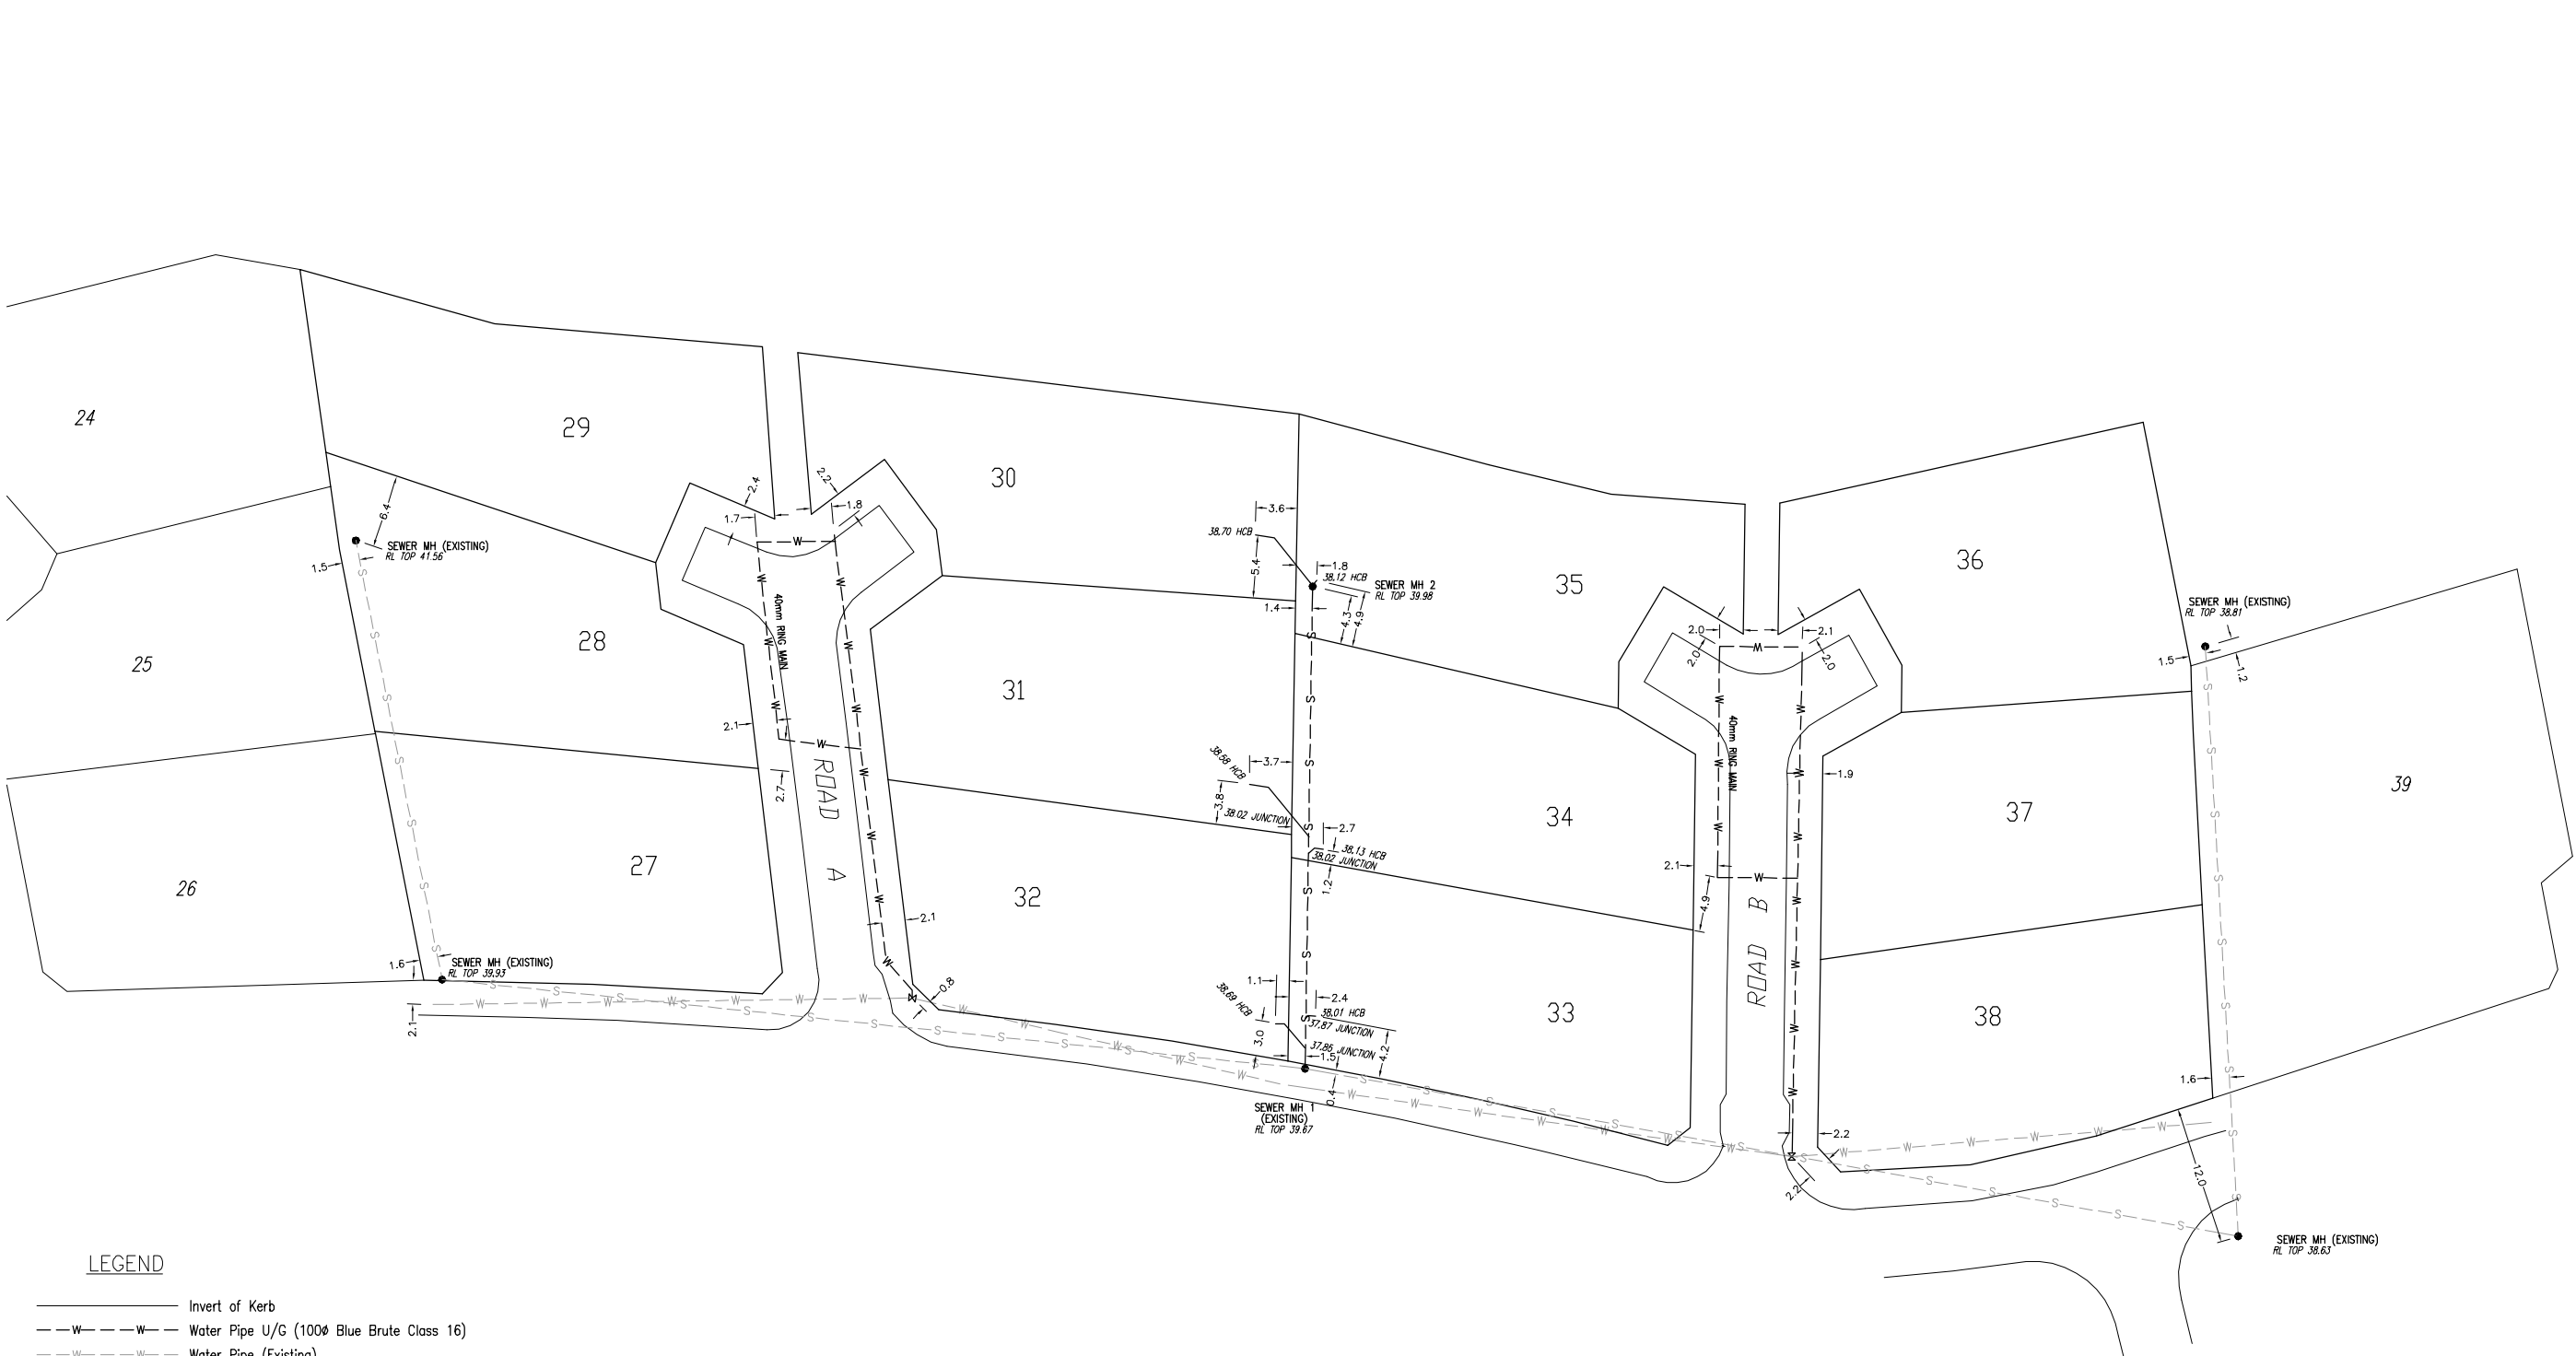 24
29
30
35
36
25
28
31
34
37
39
26
27
32
33
38
6.4
SEWER MH (EXISTING)
RL TOP 41.56
1.5
2.4
1.7
2.2
1.8
W
40mm RING MAIN
2.1
2.7
ROAD A
2.1
1.6
SEWER MH (EXISTING)
RL TOP 39.93
2.1
0.8
3.6
38.70 HCB
5.4
1.8
38.12 HCB
SEWER MH 2
RL TOP 39.98
1.4
4.3
4.9
3.7
38.58 HCB
3.8
38.02 JUNCTION
2.7
38.13 HCB
38.02 JUNCTION
1.2
1.1
38.69 HCB
2.4
38.01 HCB
37.87 JUNCTION
3.0
37.86 JUNCTION
1.5
4.2
0.4
SEWER MH 1
(EXISTING)
RL TOP 39.67
2.0
2.1
2.0
2.0
W
40mm RING MAIN
1.9
2.1
4.9
ROAD B
2.2
2.2
SEWER MH (EXISTING)
RL TOP 38.81
1.5
1.2
1.6
12.0
SEWER MH (EXISTING)
RL TOP 38.63
LEGEND
Invert of Kerb
W W Water Pipe U/G (100ø Blue Brute Class 16)
W W Water Pipe (Existing)